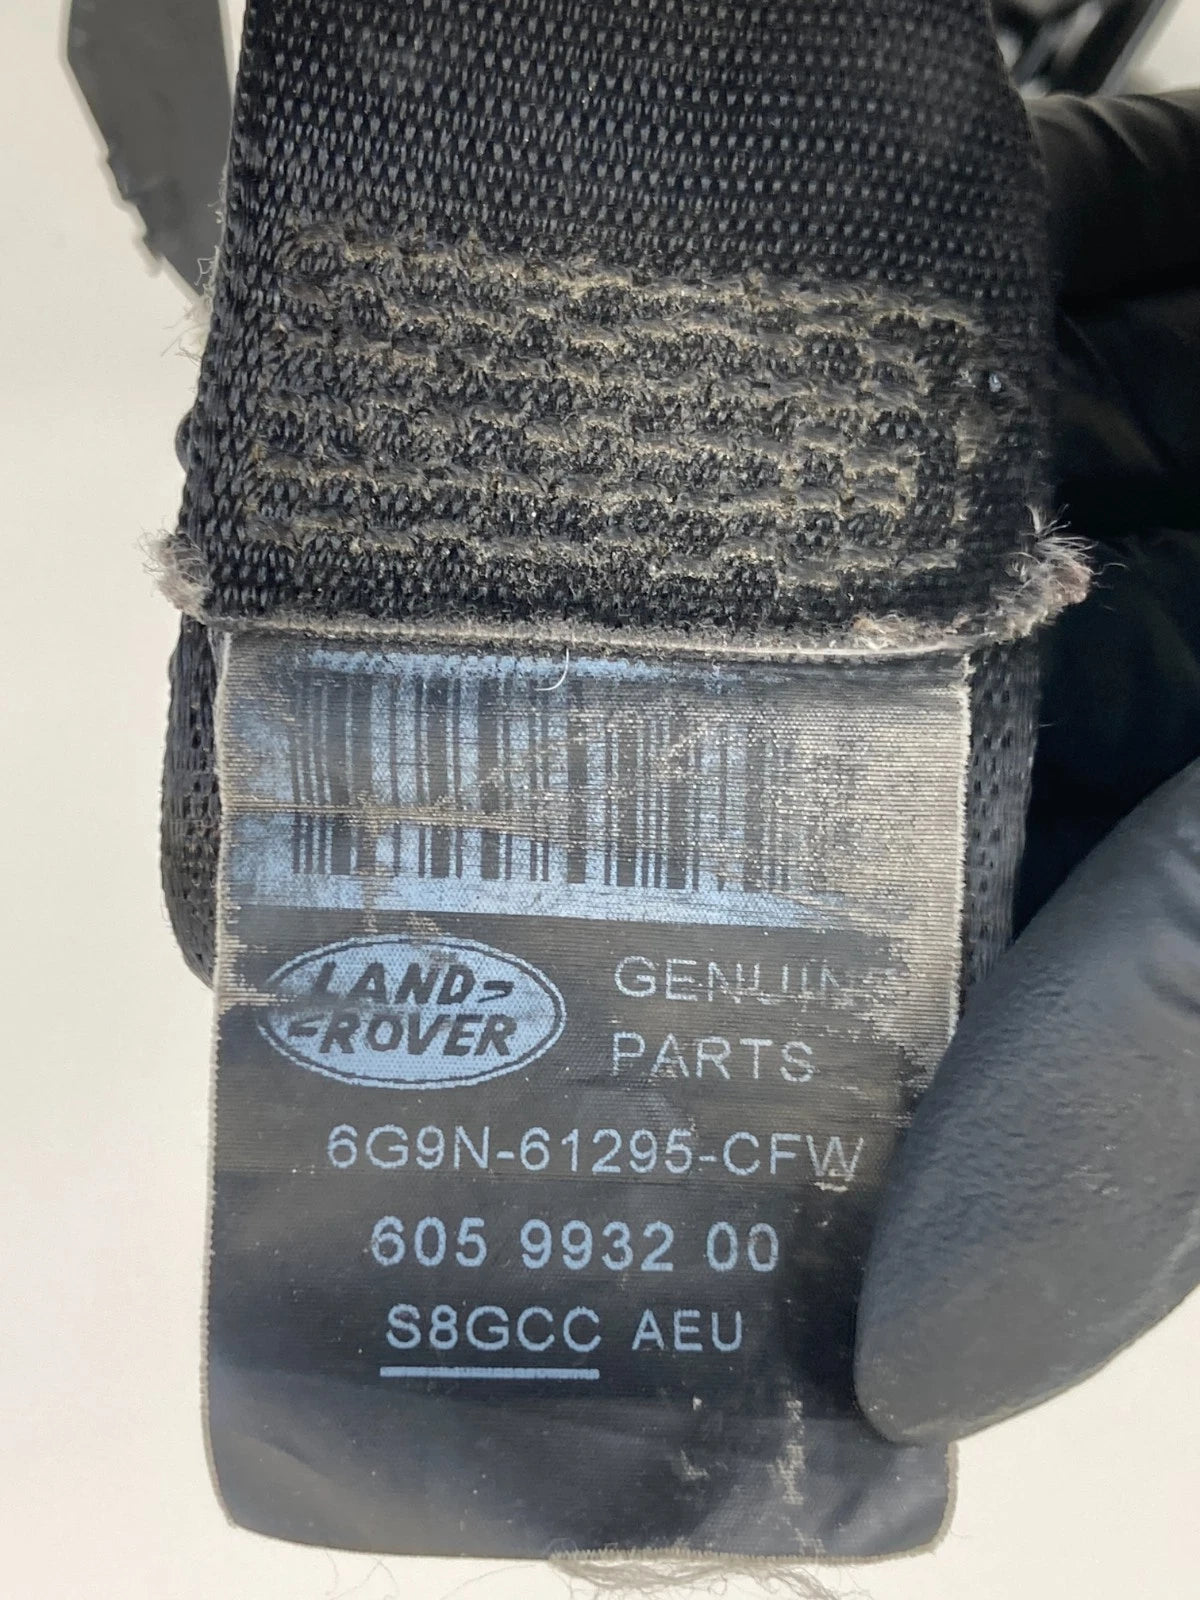 LAND-
-ROVER
GENUINE
PARTS
6G9N-61295-CFW
605 9932 00
S8GCC AEU